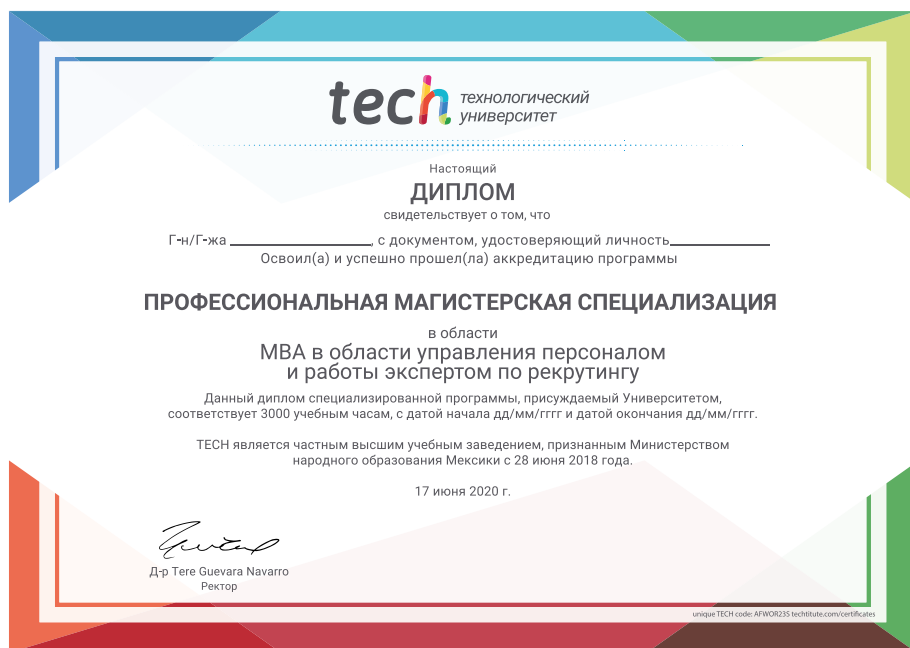 tech технологический
университет
Настоящий
ДИПЛОМ
свидетельствует о том, что
Г-н/Г-жа , с документом, удостоверяющий личность
Освоил(а) и успешно прошел(ла) аккредитацию программы
ПРОФЕССИОНАЛЬНАЯ МАГИСТЕРСКАЯ СПЕЦИАЛИЗАЦИЯ
в области
MBA в области управления персоналом
и работы экспертом по рекрутингу
Данный диплом специализированной программы, присуждаемый Университетом,
соответствует 3000 учебным часам, с датой начала дд/мм/гггг и датой окончания дд/мм/гггг.
TECH является частным высшим учебным заведением, признанным Министерством
народного образования Мексики с 28 июня 2018 года.
17 июня 2020 г.
Д-р Tere Guevara Navarro
Ректор
unique TECH code: AFWOR23S techtitute.com/certificates